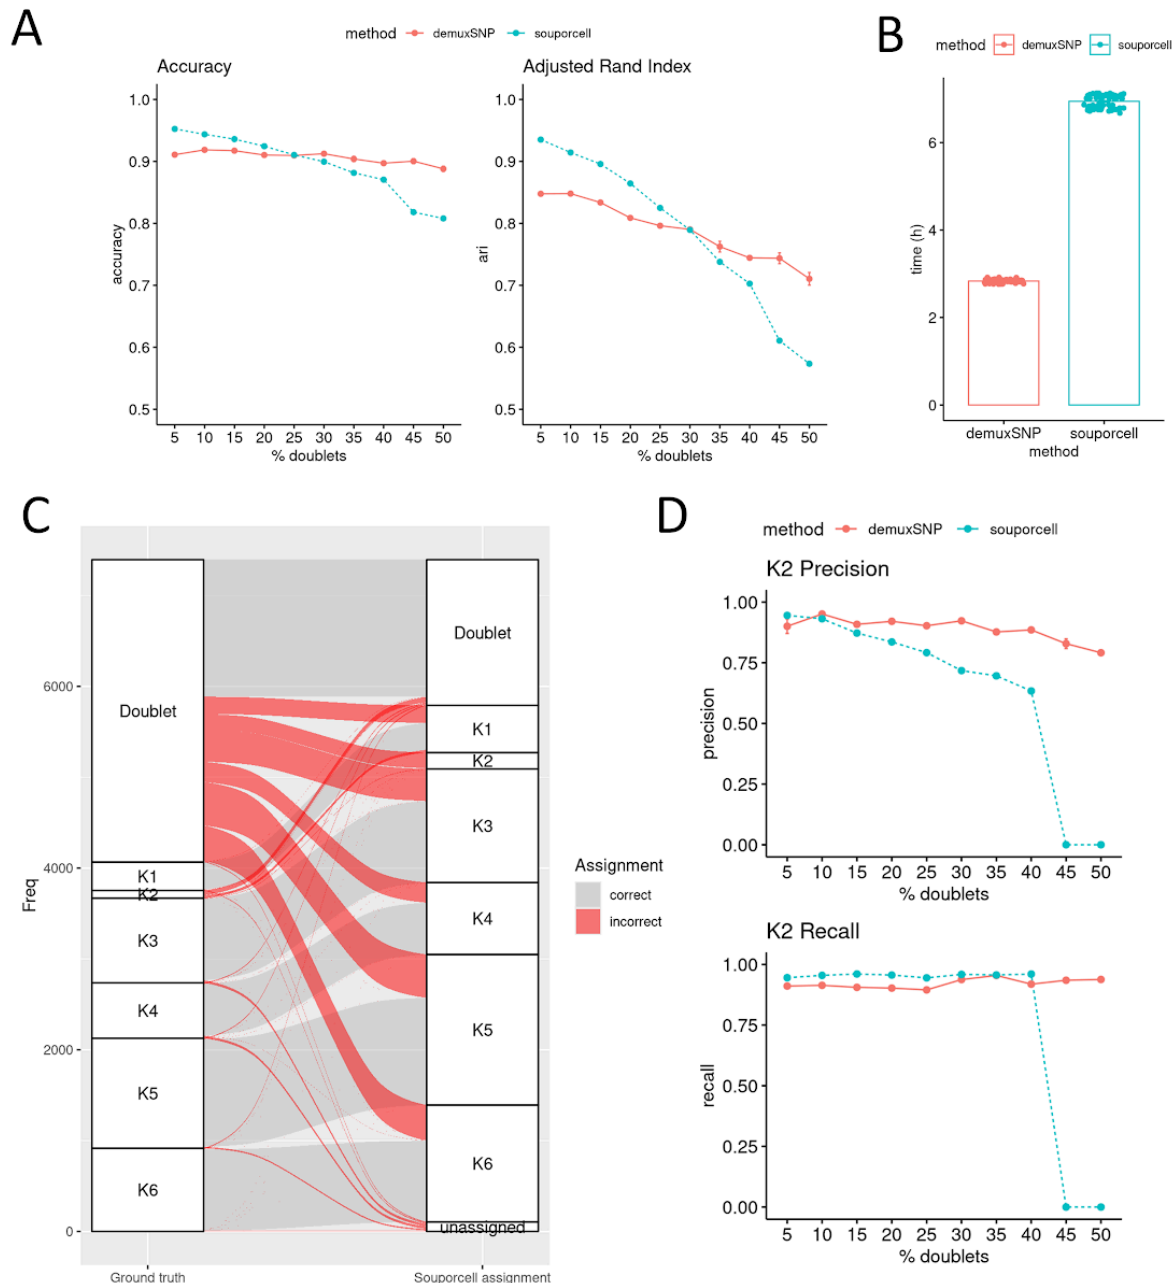 A
method demuxSNP souporcell
Accuracy
Adjusted Rand Index
1.0
0.9
0.8
0.7
0.6
0.5
accuracy
5 10 15 20 25 30 35 40 45 50
% doublets
1.0
0.9
0.8
0.7
0.6
0.5
ari
5 10 15 20 25 30 35 40 45 50
% doublets
B
method demuxSNP souporcell
6
4
2
0
time (h)
demuxSNP souporcell
method
C
6000
4000
2000
0
Freq
Doublet
K1
K2
K3
K4
K5
K6
Doublet
K1
K2
K3
K4
K5
K6
unassigned
Ground truth
Souporcell assignment
Assignment
correct
incorrect
D
method demuxSNP souporcell
K2 Precision
1.00
0.75
0.50
0.25
0.00
precision
5 10 15 20 25 30 35 40 45 50
% doublets
K2 Recall
1.00
0.75
0.50
0.25
0.00
recall
5 10 15 20 25 30 35 40 45 50
% doublets